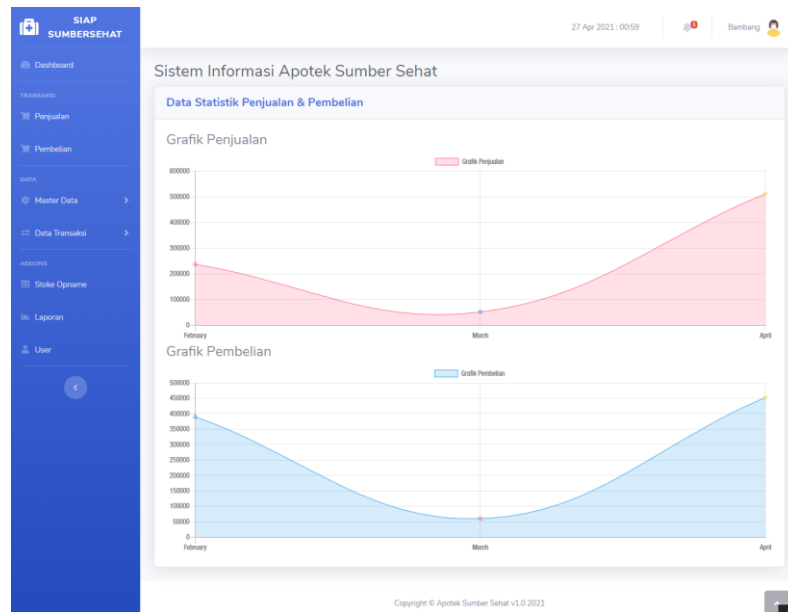 SIAP
SUMBERSEHAT
27 Apr 2021 : 00:59
Bambang
Dashboard
TRANSAKSI
Penjualan
Pembelian
DATA
Master Data
Data Transaksi
ADDONS
Stoke Opname
Laporan
User
Sistem Informasi Apotek Sumber Sehat
Data Statistik Penjualan & Pembelian
Grafik Penjualan
Grafik Penjualan
600000
500000
400000
300000
200000
100000
0
February March April
Grafik Pembelian
Grafik Pembelian
500000
450000
400000
350000
300000
250000
200000
150000
100000
50000
0
February March April
Copyright © Apotek Sumber Sehat v1.0 2021